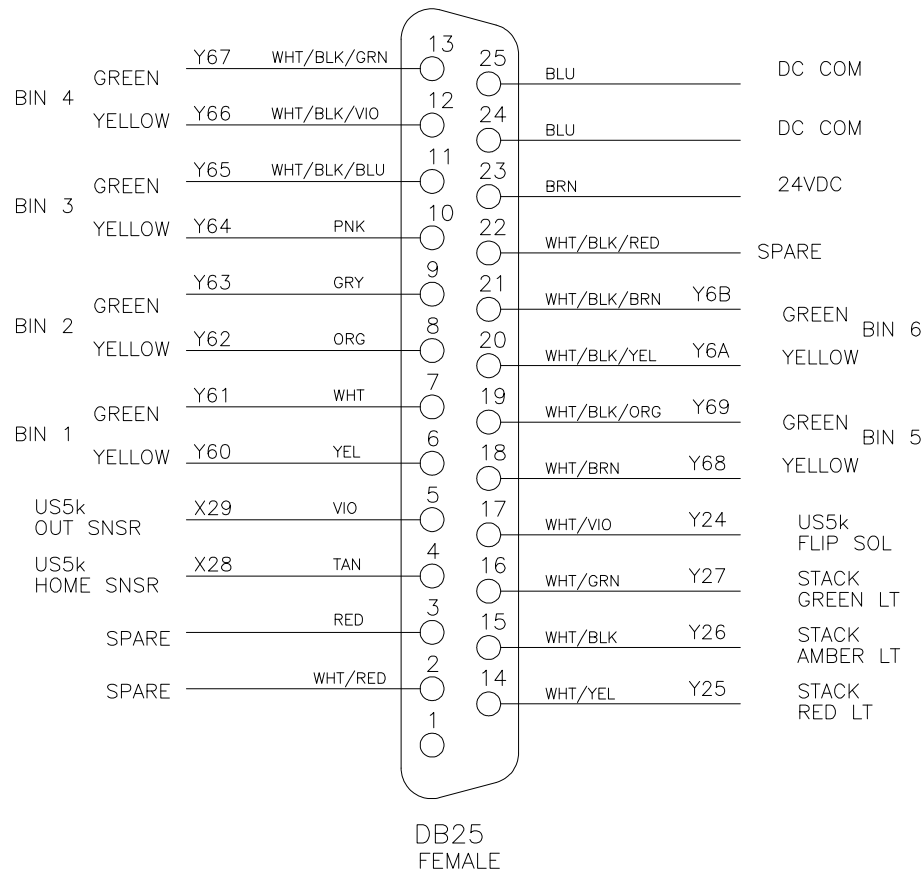 BIN 4
GREEN Y67 WHT/BLK/GRN 13
YELLOW Y66 WHT/BLK/VIO 12
BIN 3
GREEN Y65 WHT/BLK/BLU 11
YELLOW Y64 PNK 10
BIN 2
GREEN Y63 GRY 9
YELLOW Y62 ORG 8
BIN 1
GREEN Y61 WHT 7
YELLOW Y60 YEL 6
US5k
OUT SNSR X29 VIO 5
US5k
HOME SNSR X28 TAN 4
SPARE RED 3
SPARE WHT/RED 2
1
25 BLU DC COM
24 BLU DC COM
23 BRN 24VDC
22 WHT/BLK/RED SPARE
21 WHT/BLK/BRN Y6B GREEN
BIN 6
20 WHT/BLK/YEL Y6A YELLOW
19 WHT/BLK/ORG Y69 GREEN
BIN 5
18 WHT/BRN Y68 YELLOW
17 WHT/VIO Y24 US5k
FLIP SOL
16 WHT/GRN Y27 STACK
GREEN LT
15 WHT/BLK Y26 STACK
AMBER LT
14 WHT/YEL Y25 STACK
RED LT
DB25
FEMALE